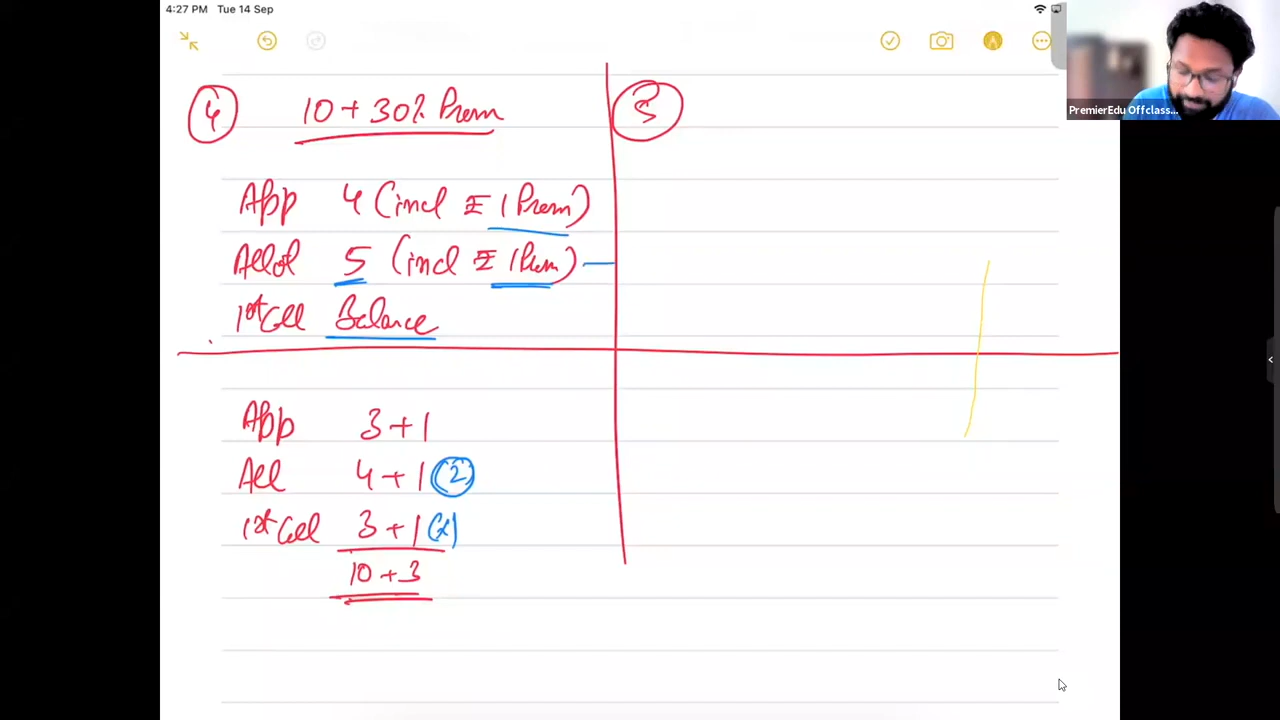 4:27 PM Tue 14 Sep
PremierEdu Offclass...
④ 10 + 30% Prem
App 4 (incl ₹ 1 Prem)
Allot 5 (incl ₹ 1 Prem)
1st Call Balance
App 3 + 1
All 4 + 1 ②
1st Call 3 + 1
10 + 3
⑤